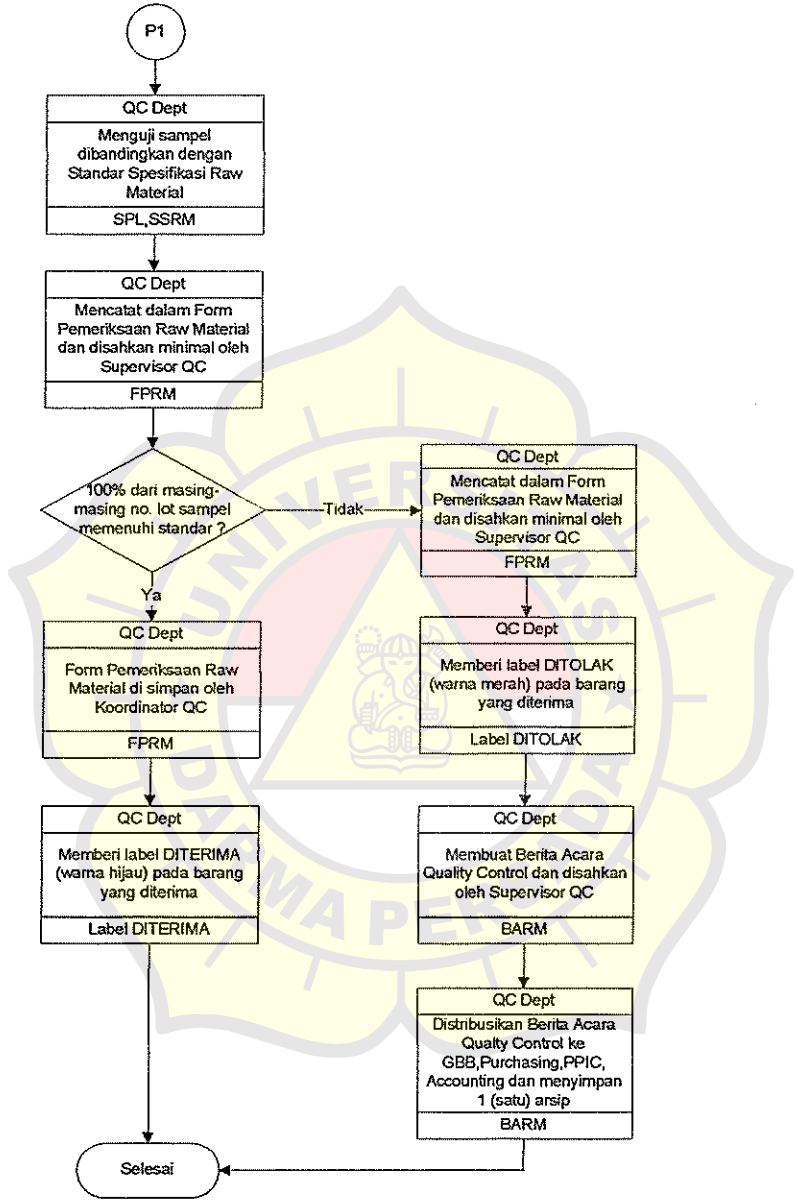 P1
QC Dept
Menguji sampel
dibandingkan dengan
Standar Spesifikasi Raw
Material
SPL,SSRM
QC Dept
Mencatat dalam Form
Pemeriksaan Raw Material
dan disahkan minimal oleh
Supervisor QC
FPRM
100% dari masing-
masing no. lot sampel
memenuhi standar ?
Tidak
QC Dept
Mencatat dalam Form
Pemeriksaan Raw Material
dan disahkan minimal oleh
Supervisor QC
FPRM
Ya
QC Dept
Form Pemeriksaan Raw
Material di simpan oleh
Koordinator QC
FPRM
QC Dept
Memberi label DITOLAK
(warna merah) pada barang
yang diterima
Label DITOLAK
QC Dept
Memberi label DITERIMA
(warna hijau) pada barang
yang diterima
Label DITERIMA
QC Dept
Membuat Berita Acara
Quality Control dan disahkan
oleh Supervisor QC
BARM
QC Dept
Distribusikan Berita Acara
Qualty Control ke
GBB,Purchasing,PPIC,
Accounting dan menyimpan
1 (satu) arsip
BARM
Selesai
UNIVERSITAS
DARMA PERSADA